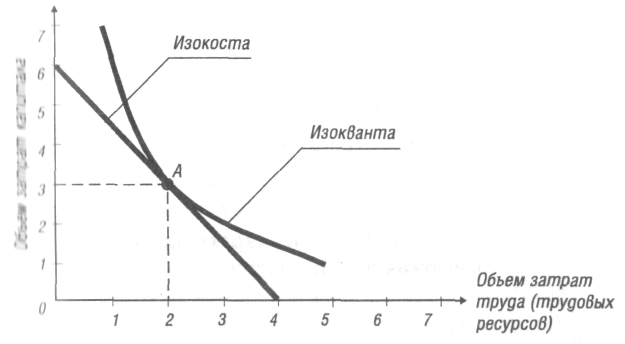 7
Изокоста
6
5
А
Изокванта
4
3
2
1
0
1 2 3 4 5 6 7
Объем затрат капитала
Объем затрат
труда (трудовых
ресурсов)